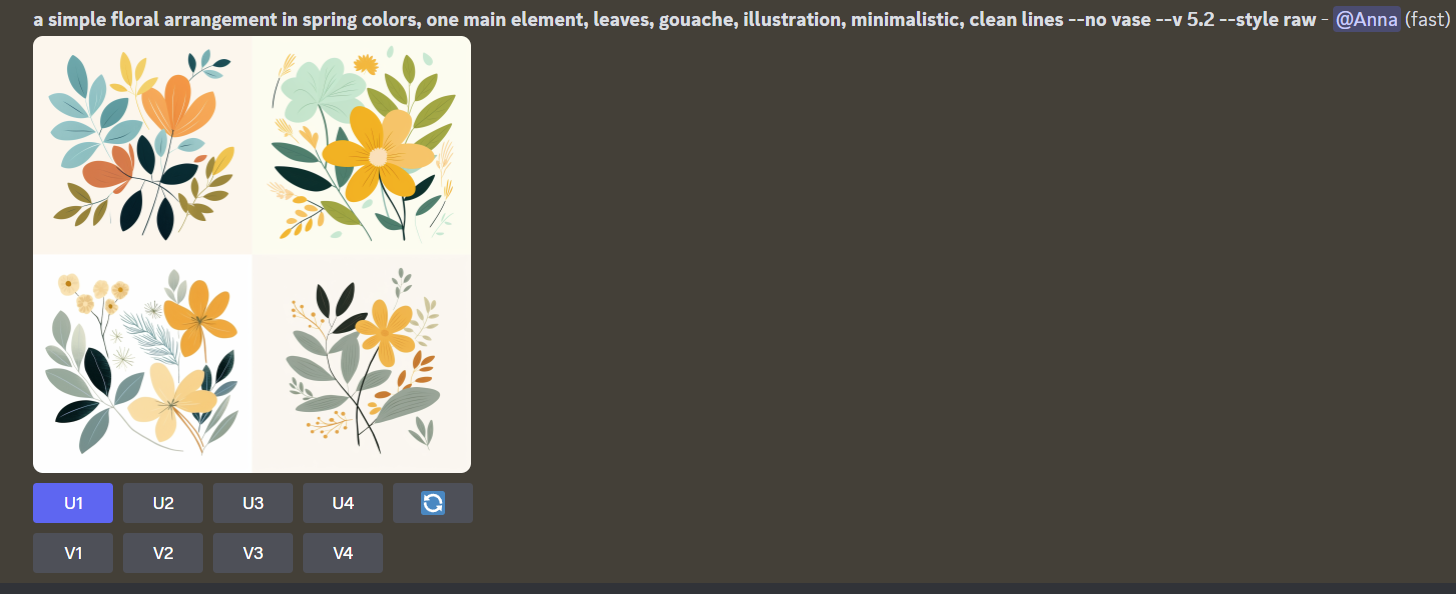 a simple floral arrangement in spring colors, one main element, leaves, gouache, illustration, minimalistic, clean lines --no vase --v 5.2 --style raw - @Anna (fast)
U1 U2 U3 U4
V1 V2 V3 V4